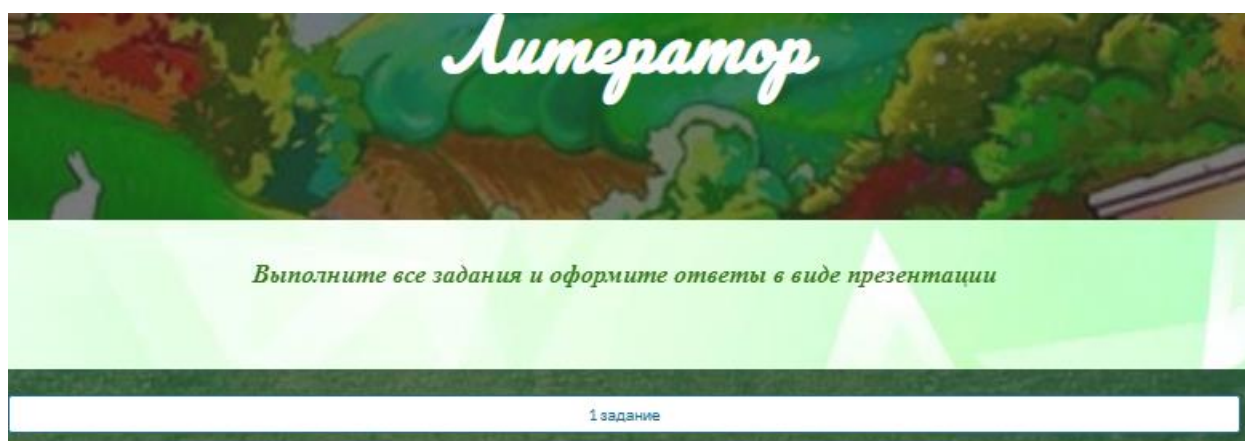 Литератор
Выполните все задания и оформите ответы в виде презентации
1 задание